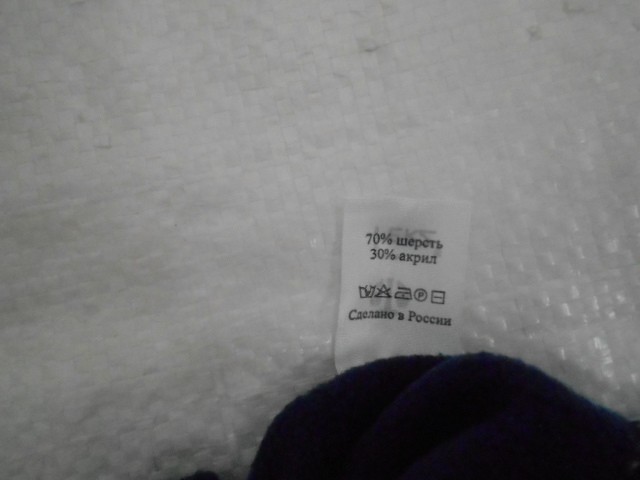 70% шерсть
30% акрил
Сделано в России